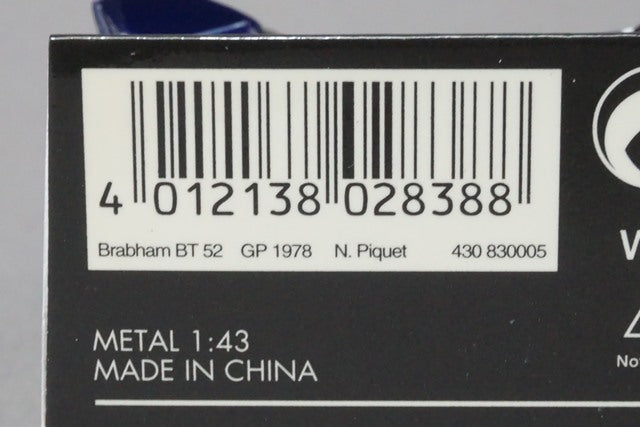 4 012138 028388
Brabham BT 52 GP 1978 N. Piquet 430 830005
METAL 1:43
MADE IN CHINA